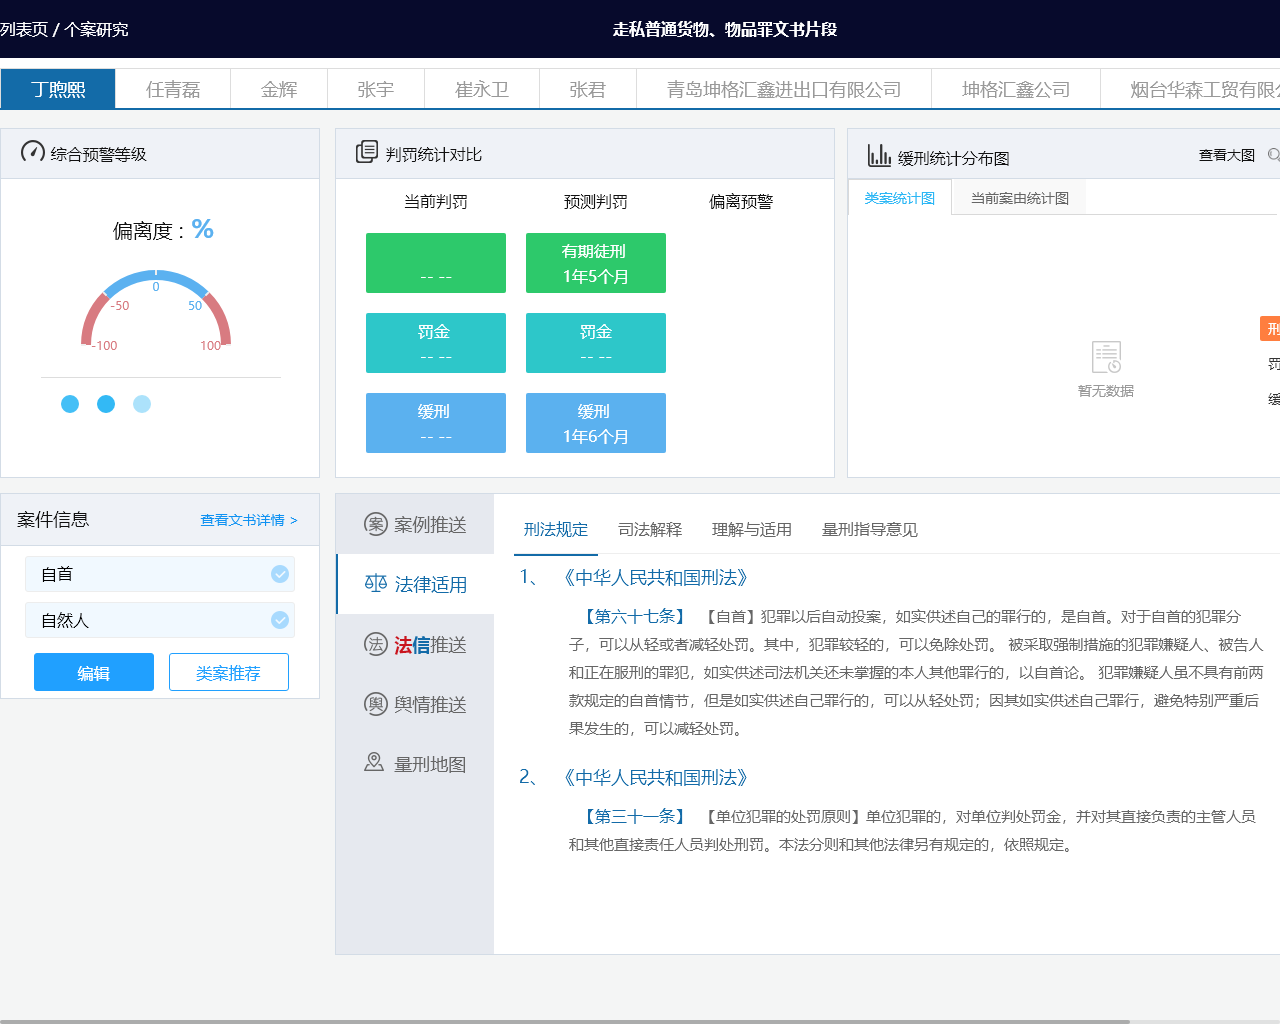 列表页 / 个案研究
走私普通货物、物品罪文书片段
丁煦熙 任青磊 金辉 张宇 崔永卫 张君 青岛坤格汇鑫进出口有限公司 坤格汇鑫公司 烟台华森工贸有限
综合预警等级
偏离度：%
0
-50 50
-100 100
判罚统计对比
当前判罚 预测判罚 偏离预警
有期徒刑
-- -- 1年5个月
罚金 罚金
-- -- -- --
缓刑 缓刑
-- -- 1年6个月
缓刑统计分布图 查看大图
类案统计图 当前案由统计图
暂无数据
刑
罚
缓
案件信息 查看文书详情 >
自首
自然人
编辑 类案推荐
案 案例推送
法律适用
法 法信推送
舆 舆情推送
量刑地图
刑法规定 司法解释 理解与适用 量刑指导意见
1、 《中华人民共和国刑法》
【第六十七条】 【自首】犯罪以后自动投案，如实供述自己的罪行的，是自首。对于自首的犯罪分
子，可以从轻或者减轻处罚。其中，犯罪较轻的，可以免除处罚。 被采取强制措施的犯罪嫌疑人、被告人
和正在服刑的罪犯，如实供述司法机关还未掌握的本人其他罪行的，以自首论。 犯罪嫌疑人虽不具有前两
款规定的自首情节，但是如实供述自己罪行的，可以从轻处罚；因其如实供述自己罪行，避免特别严重后
果发生的，可以减轻处罚。
2、 《中华人民共和国刑法》
【第三十一条】 【单位犯罪的处罚原则】单位犯罪的，对单位判处罚金，并对其直接负责的主管人员
和其他直接责任人员判处刑罚。本法分则和其他法律另有规定的，依照规定。